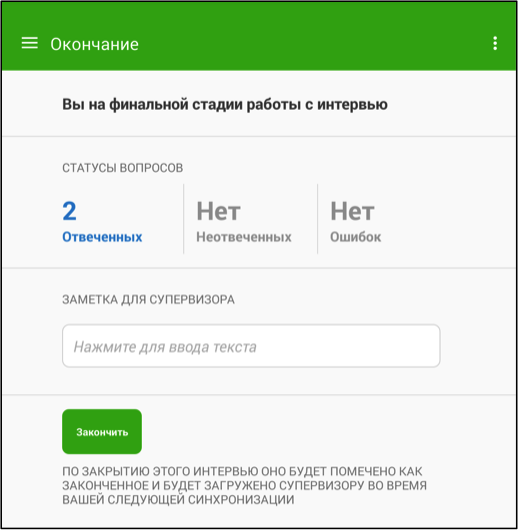 Окончание
Вы на финальной стадии работы с интервью
СТАТУСЫ ВОПРОСОВ
2 Нет Нет
Отвеченных Неотвеченных Ошибок
ЗАМЕТКА ДЛЯ СУПЕРВИЗОРА
Нажмите для ввода текста
Закончить
ПО ЗАКРЫТИЮ ЭТОГО ИНТЕРВЬЮ ОНО БУДЕТ ПОМЕЧЕНО КАК
ЗАКОНЧЕННОЕ И БУДЕТ ЗАГРУЖЕНО СУПЕРВИЗОРУ ВО ВРЕМЯ
ВАШЕЙ СЛЕДУЮЩЕЙ СИНХРОНИЗАЦИИ